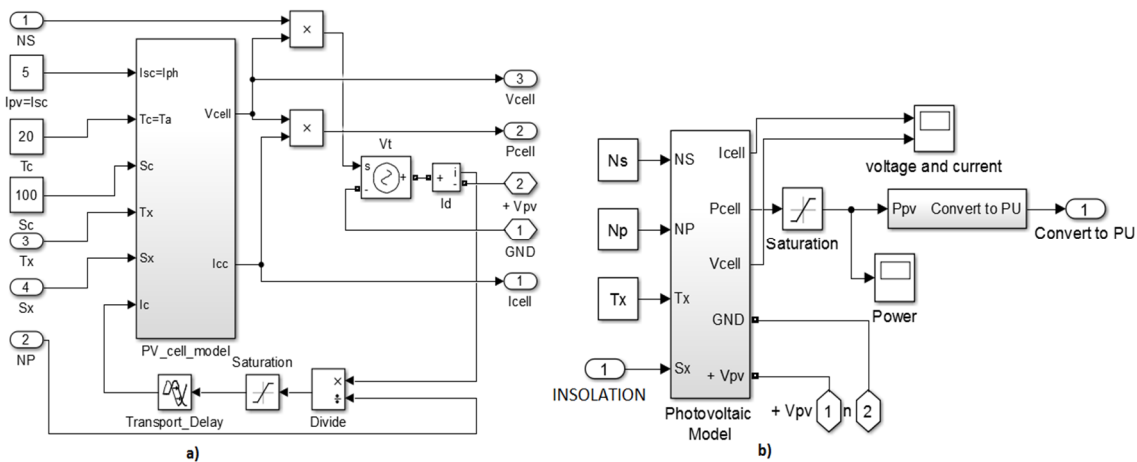 1
NS
5
Ipv=Isc
20
Tc
100
Sc
3
Tx
4
Sx
2
NP
Isc=Iph
Tc=Ta
Sc
Tx
Sx
Ic
Vcell
Icc
PV_cell_model
×
×
Vt
s
+
-
+
i
-
Id
3
Vcell
2
Pcell
2
+ Vpv
1
GND
1
Icell
Saturation
Transport_Delay
×
÷
Divide
a)
Ns
Np
Tx
1
INSOLATION
NS
NP
Tx
Sx
Icell
Pcell
Vcell
GND
+ Vpv
Photovoltaic
Model
voltage and current
Saturation
Power
Ppv Convert to PU
1
Convert to PU
+ Vpv 1 n 2
b)